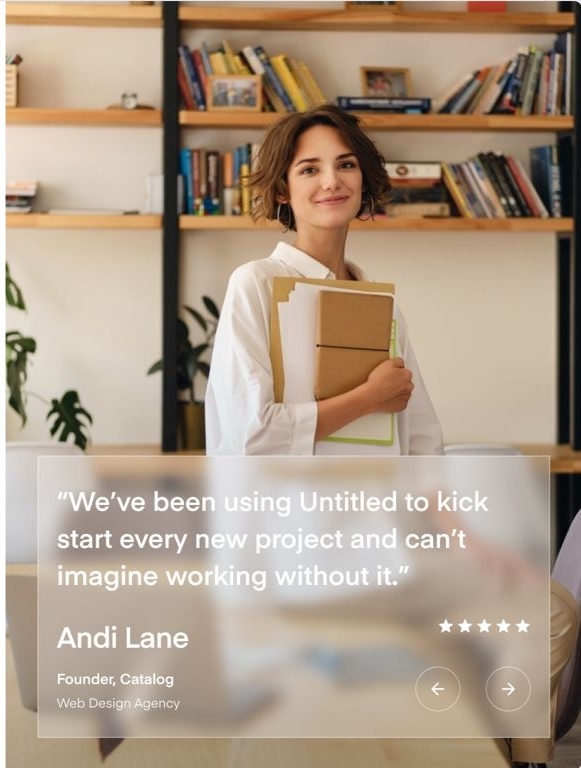 “We’ve been using Untitled to kick
start every new project and can’t
imagine working without it.”
Andi Lane
Founder, Catalog
Web Design Agency